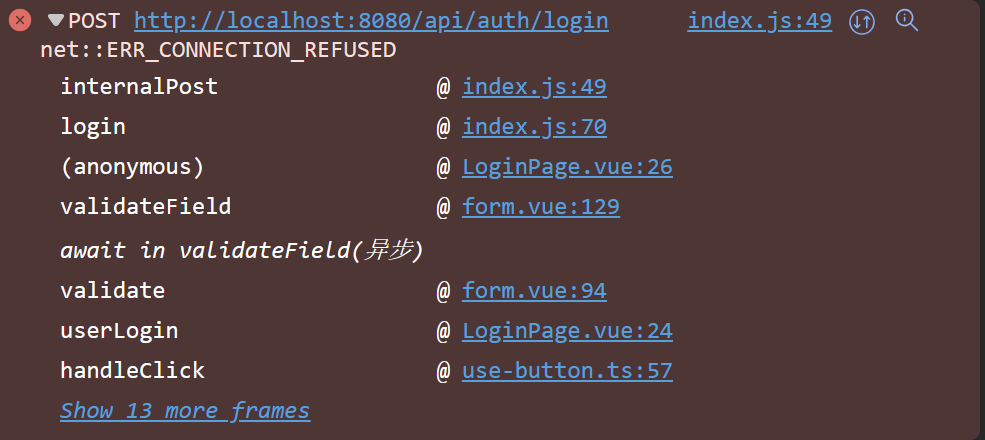 POST http://localhost:8080/api/auth/login index.js:49
net::ERR_CONNECTION_REFUSED
internalPost @ index.js:49
login @ index.js:70
(anonymous) @ LoginPage.vue:26
validateField @ form.vue:129
await in validateField(异步)
validate @ form.vue:94
userLogin @ LoginPage.vue:24
handleClick @ use-button.ts:57
Show 13 more frames